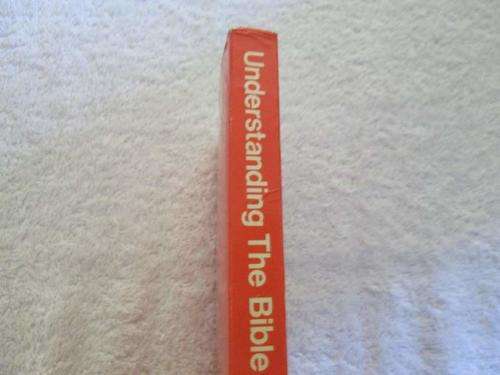 Understanding The Bible